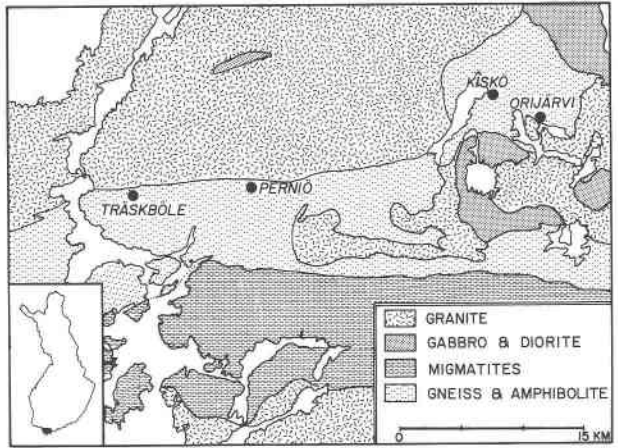 KISKO
ORIJÄRVI
PERNIÖ
TRÄSKBÖLE
GRANITE
GABBRO & DIORITE
MIGMATITES
GNEISS & AMPHIBOLITE
0 15 KM